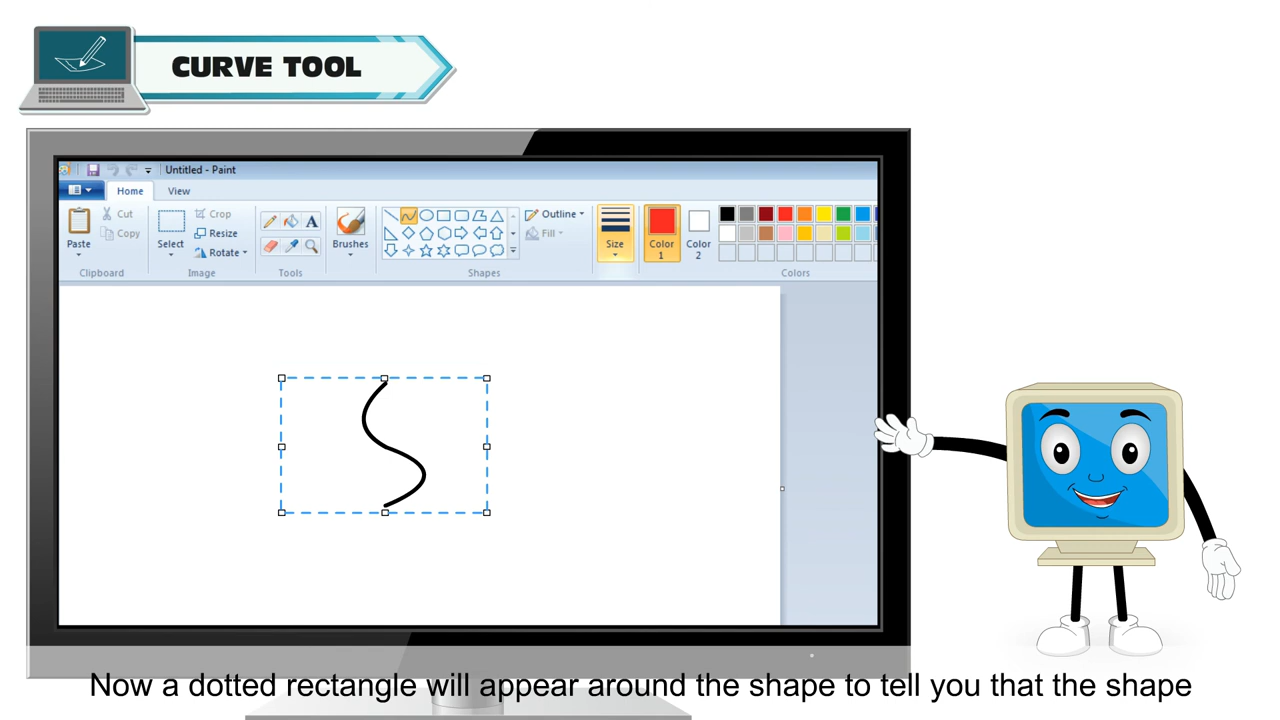 CURVE TOOL
Untitled - Paint
Home View
Cut
Copy
Paste
Clipboard
Crop
Resize
Rotate
Select
Image
A
Tools
Brushes
Outline
Fill
Shapes
Size
Color
1
Color
2
Colors
Now a dotted rectangle will appear around the shape to tell you that the shape